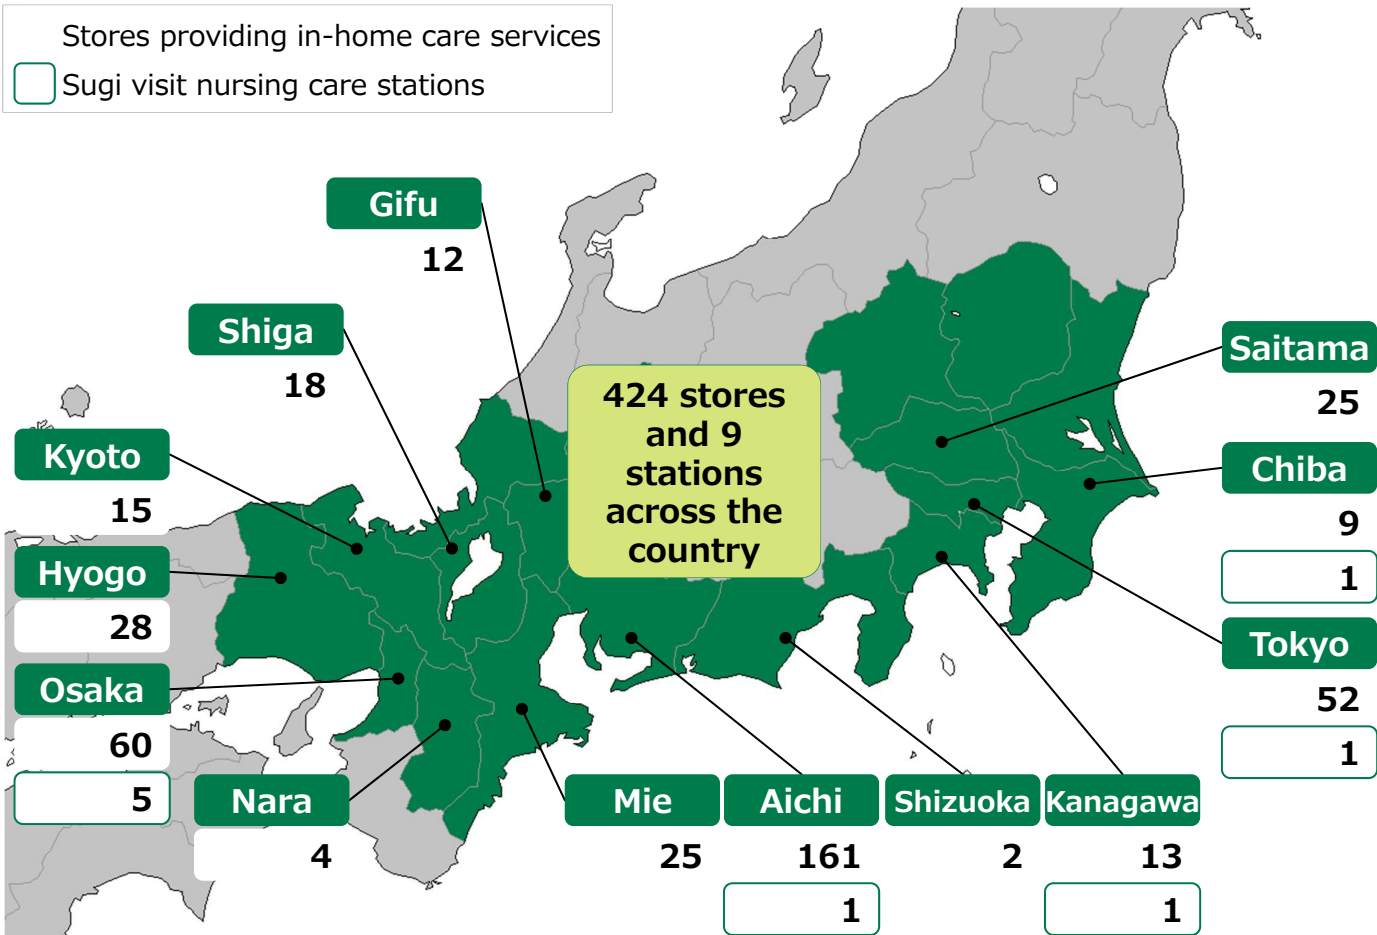 Stores providing in-home care services
Sugi visit nursing care stations
Gifu
12
Shiga
18
Kyoto
15
Hyogo
28
Osaka
60
5
Nara
4
424 stores
and 9
stations
across the
country
Mie
25
Aichi
161
1
Shizuoka
2
Kanagawa
13
1
Saitama
25
Chiba
9
1
Tokyo
52
1